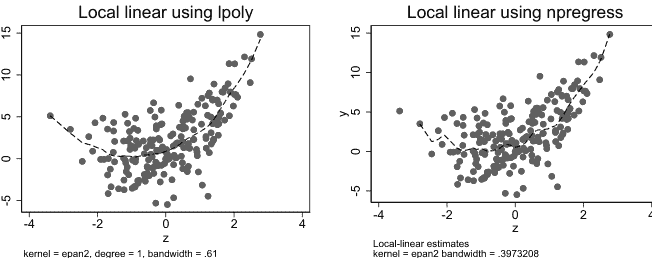 Local linear using lpoly
15
10
5
0
-5
-4
-2
0
2
4
z
kernel = epan2, degree = 1, bandwidth = .61
Local linear using npregress
15
10
y
5
0
-5
-4
-2
0
2
4
z
Local-linear estimates
kernel = epan2 bandwidth = .3973208